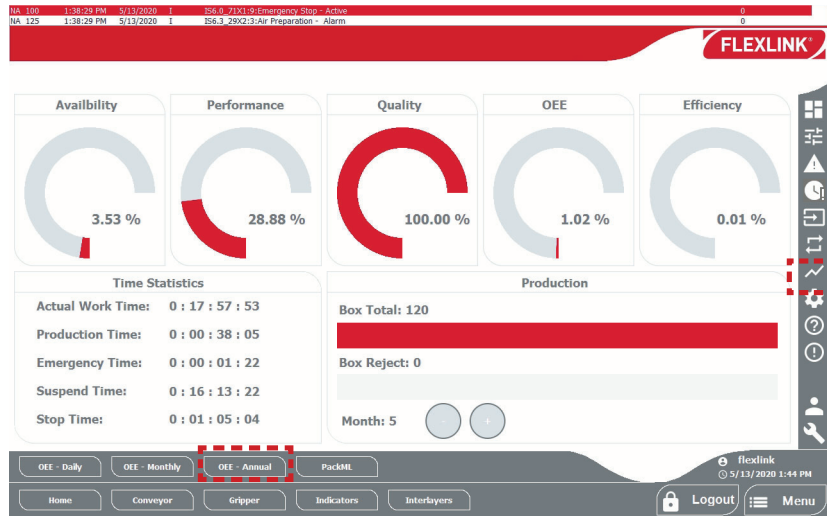 NA 100 1:38:29 PM 5/13/2020 I IS6.0_71X1:9:Emergency Stop - Active 0
NA 125 1:38:29 PM 5/13/2020 I IS6.3_29X2:3:Air Preparation - Alarm 0
FLEXLINK®
Availbility Performance Quality OEE Efficiency
3.53 % 28.88 % 100.00 % 1.02 % 0.01 %
Time Statistics
Actual Work Time: 0 : 17 : 57 : 53
Production Time: 0 : 00 : 38 : 05
Emergency Time: 0 : 00 : 01 : 22
Suspend Time: 0 : 16 : 13 : 22
Stop Time: 0 : 01 : 05 : 04
Production
Box Total: 120
Box Reject: 0
Month: 5 - +
OEE - Daily OEE - Monthly OEE - Annual PackML
flexlink
5/13/2020 1:44 PM
Home Conveyor Gripper Indicators Interlayers Logout Menu